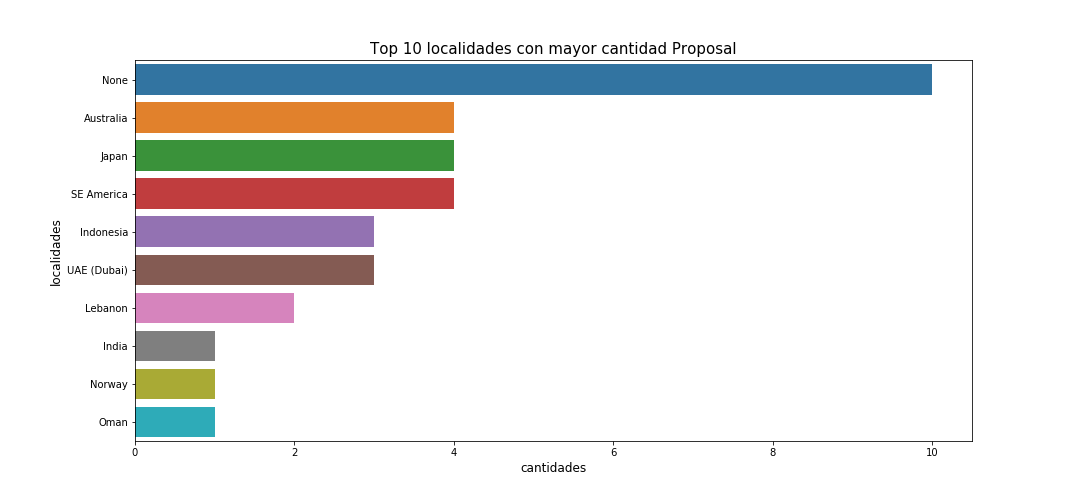 Top 10 localidades con mayor cantidad Proposal
None
Australia
Japan
SE America
Indonesia
UAE (Dubai)
Lebanon
India
Norway
Oman
localidades
0 2 4 6 8 10
cantidades